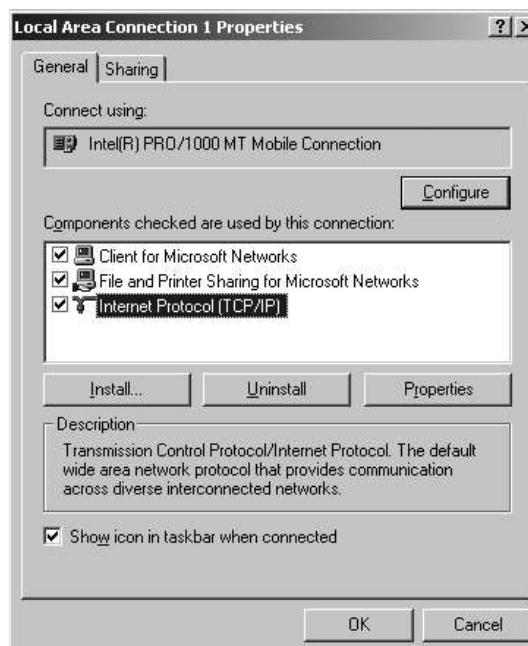 Local Area Connection 1 Properties
General Sharing
Connect using:
Intel(R) PRO/1000 MT Mobile Connection
Configure
Components checked are used by this connection:
Client for Microsoft Networks
File and Printer Sharing for Microsoft Networks
Internet Protocol (TCP/IP)
Install... Uninstall Properties
Description
Transmission Control Protocol/Internet Protocol. The default
wide area network protocol that provides communication
across diverse interconnected networks.
Show icon in taskbar when connected
OK Cancel